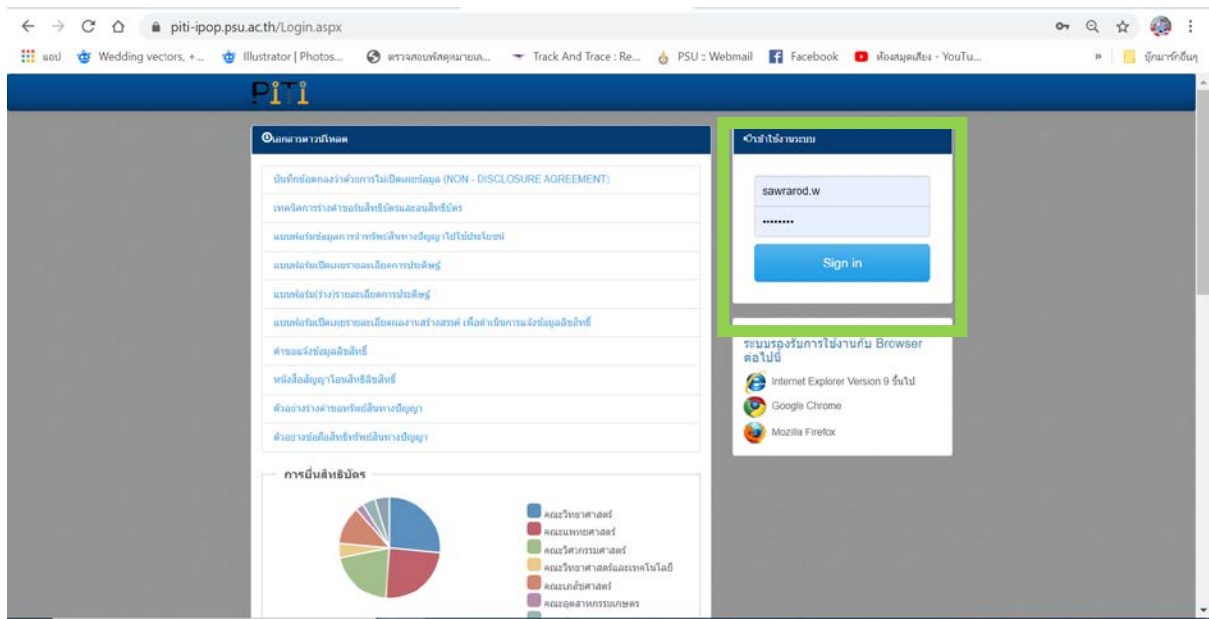 piti-ipop.psu.ac.th/Login.aspx
แอป
Wedding vectors, +...
Illustrator | Photos...
ตรวจสอบพัสดุหมายเล...
Track And Trace : Re...
PSU :: Webmail
Facebook
ห้องสมุดเสียง - YouTu...
»
บุ๊กมาร์กอื่นๆ
PiTi
เอกสารดาวน์โหลด
บันทึกข้อตกลงว่าด้วยการไม่เปิดเผยข้อมูล (NON - DISCLOSURE AGREEMENT)
เทคนิคการร่างคำขอรับสิทธิบัตรและอนุสิทธิบัตร
แบบฟอร์มข้อมูลการนำทรัพย์สินทางปัญญาไปใช้ประโยชน์
แบบฟอร์มเปิดเผยรายละเอียดการประดิษฐ์
แบบฟอร์ม(ร่าง)รายละเอียดการประดิษฐ์
แบบฟอร์มเปิดเผยรายละเอียดผลงานสร้างสรรค์ เพื่อดำเนินการแจ้งข้อมูลลิขสิทธิ์
คำขอแจ้งข้อมูลลิขสิทธิ์
หนังสือสัญญาโอนสิทธิลิขสิทธิ์
ตัวอย่างร่างคำขอทรัพย์สินทางปัญญา
ตัวอย่างข้อถือสิทธิทรัพย์สินทางปัญญา
การยื่นสิทธิบัตร
คณะวิทยาศาสตร์
คณะแพทยศาสตร์
คณะวิศวกรรมศาสตร์
คณะวิทยาศาสตร์และเทคโนโลยี
คณะเภสัชศาสตร์
คณะอุตสาหกรรมเกษตร
เข้าใช้งานระบบ
sawrarod.w
••••••••
Sign in
ระบบรองรับการใช้งานกับ Browser
ต่อไปนี้
Internet Explorer Version 9 ขึ้นไป
Google Chrome
Mozilla Firefox